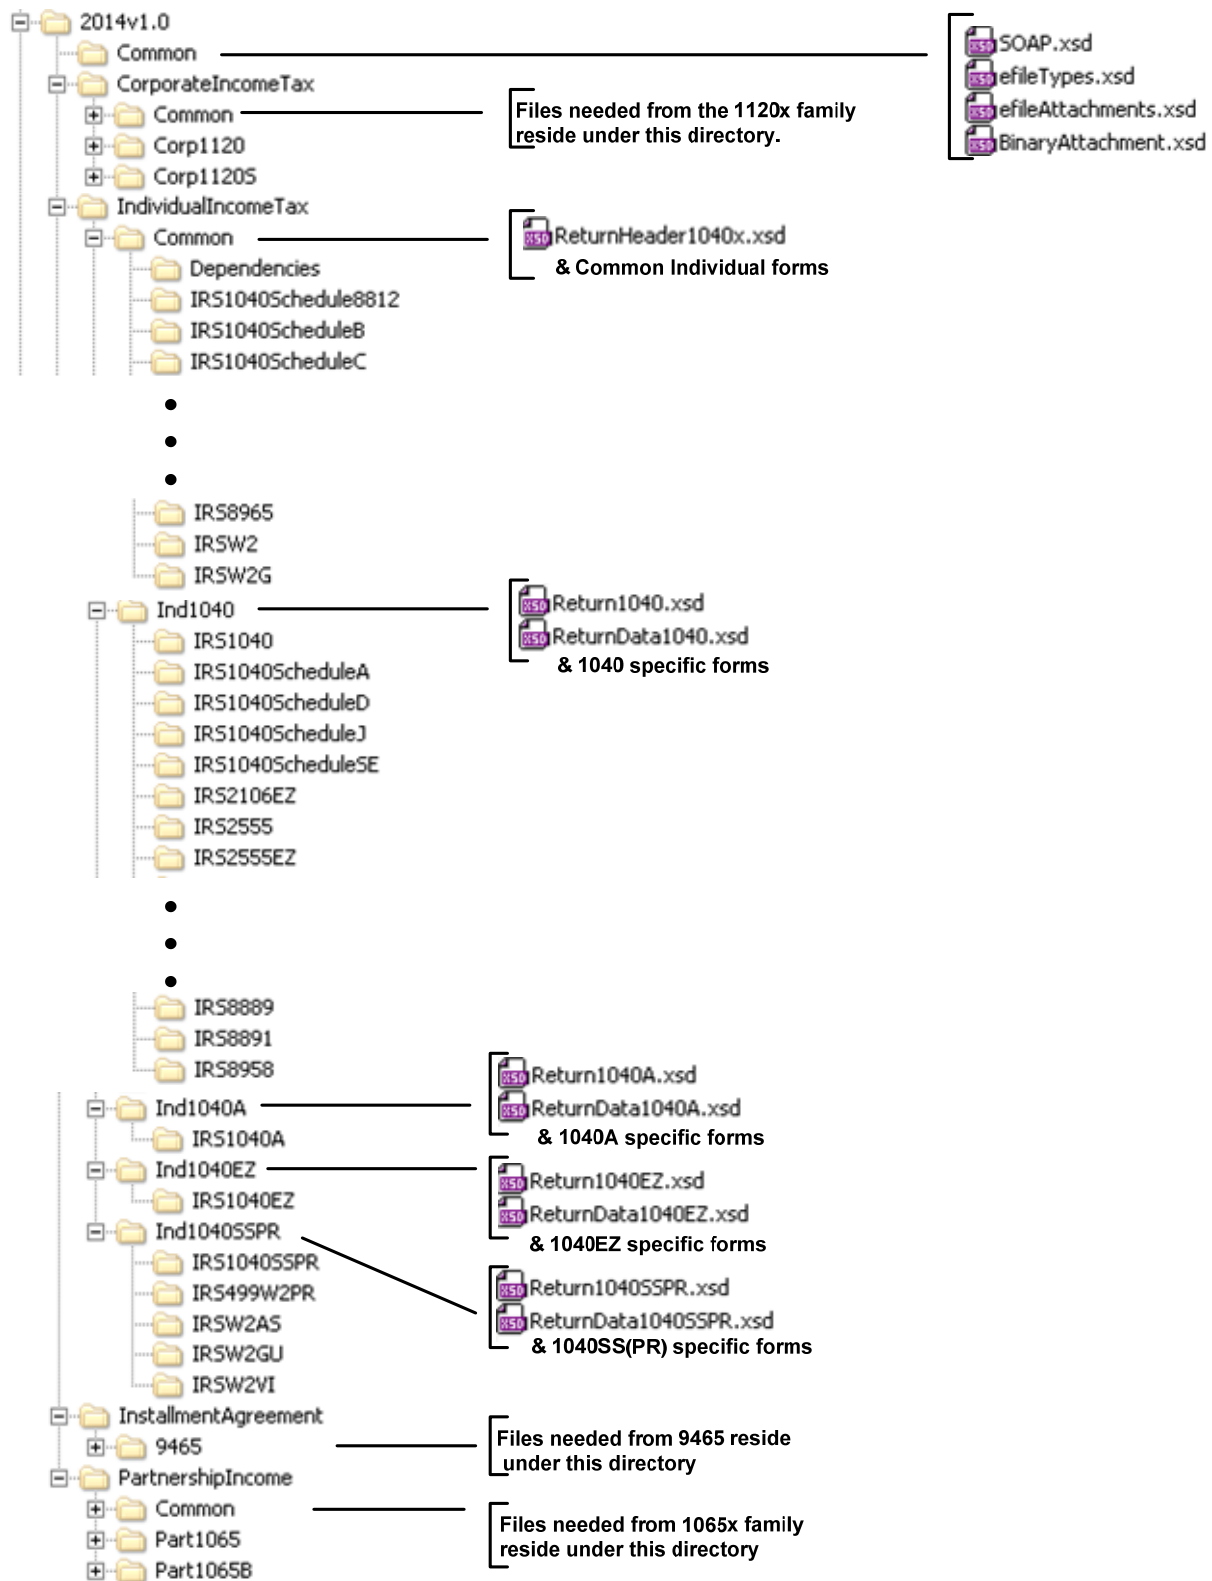 2014v1.0
Common
SOAP.xsd
efileTypes.xsd
efileAttachments.xsd
BinaryAttachment.xsd
CorporateIncomeTax
Common
Files needed from the 1120x family
reside under this directory.
Corp1120
Corp1120S
IndividualIncomeTax
Common
ReturnHeader1040x.xsd
& Common Individual forms
Dependencies
IRS1040Schedule8812
IRS1040ScheduleB
IRS1040ScheduleC
IRS8965
IRSW2
IRSW2G
Ind1040
Return1040.xsd
ReturnData1040.xsd
& 1040 specific forms
IRS1040
IRS1040ScheduleA
IRS1040ScheduleD
IRS1040ScheduleJ
IRS1040ScheduleSE
IRS2106EZ
IRS2555
IRS2555EZ
IRS8889
IRS8891
IRS8958
Ind1040A
Return1040A.xsd
ReturnData1040A.xsd
& 1040A specific forms
IRS1040A
Ind1040EZ
Return1040EZ.xsd
ReturnData1040EZ.xsd
& 1040EZ specific forms
IRS1040EZ
Ind1040SSPR
Return1040SSPR.xsd
ReturnData1040SSPR.xsd
& 1040SS(PR) specific forms
IRS1040SSPR
IRS499W2PR
IRSW2AS
IRSW2GU
IRSW2VI
InstallmentAgreement
9465
Files needed from 9465 reside
under this directory
PartnershipIncome
Common
Files needed from 1065x family
reside under this directory
Part1065
Part1065B